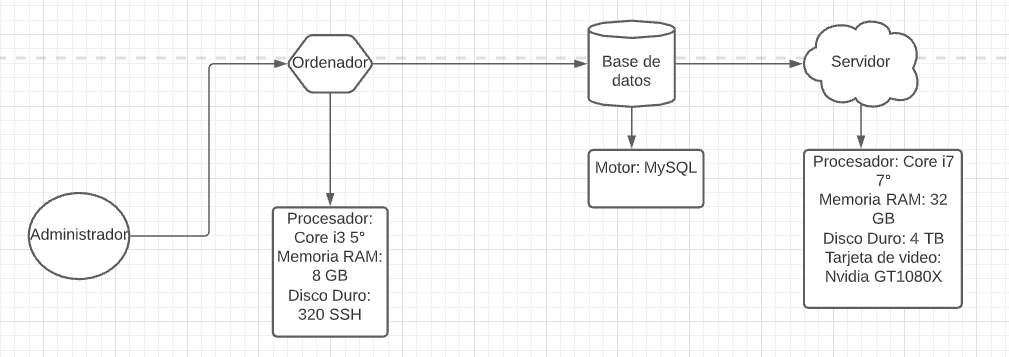 Ordenador
Base de
datos
Servidor
Administrador
Procesador:
Core i3 5°
Memoria RAM:
8 GB
Disco Duro:
320 SSH
Motor: MySQL
Procesador: Core i7
7°
Memoria RAM: 32
GB
Disco Duro: 4 TB
Tarjeta de video:
Nvidia GT1080X